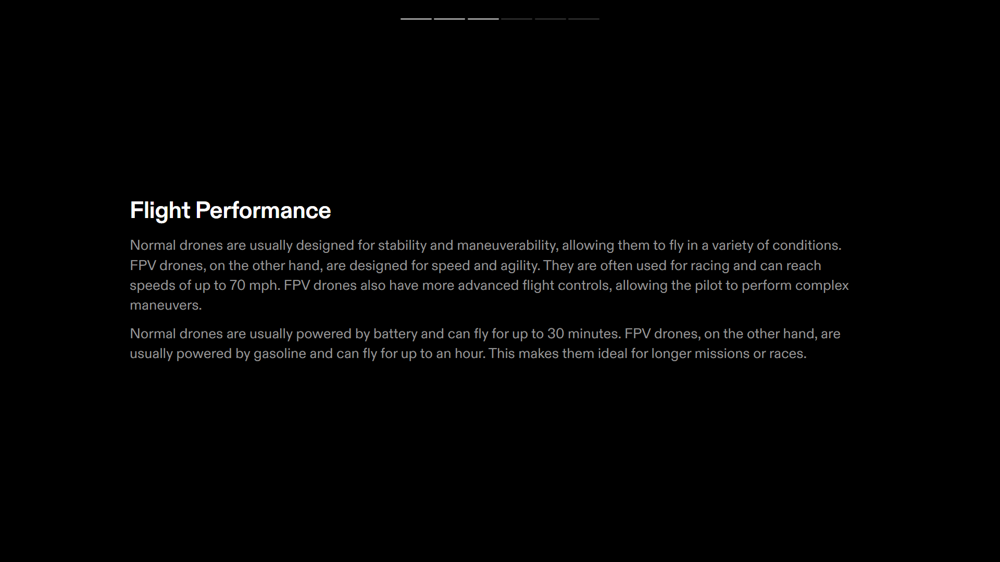 Flight Performance
Normal drones are usually designed for stability and maneuverability, allowing them to fly in a variety of conditions.
FPV drones, on the other hand, are designed for speed and agility. They are often used for racing and can reach
speeds of up to 70 mph. FPV drones also have more advanced flight controls, allowing the pilot to perform complex
maneuvers.
Normal drones are usually powered by battery and can fly for up to 30 minutes. FPV drones, on the other hand, are
usually powered by gasoline and can fly for up to an hour. This makes them ideal for longer missions or races.